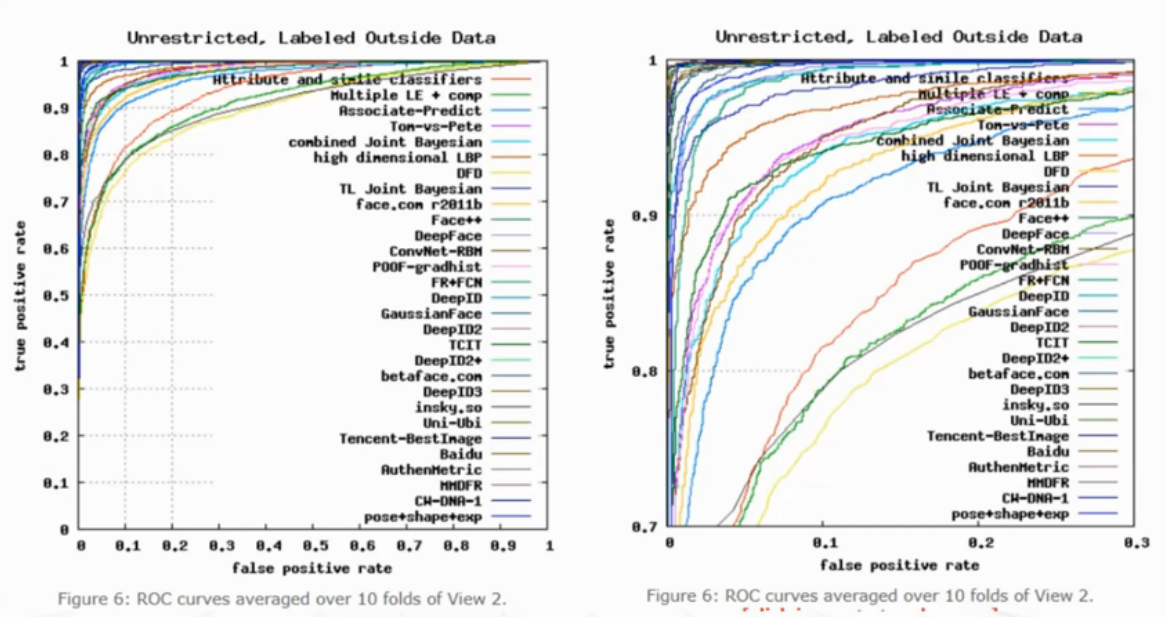 Unrestricted, Labeled Outside Data
1
0.9
0.8
0.7
0.6
0.5
0.4
0.3
0.2
0.1
0
true positive rate
Attribute and simile classifiers
Multiple LE + comp
Associate-Predict
Tom-vs-Pete
combined Joint Bayesian
high dimensional LBP
DFD
TL Joint Bayesian
face.com r2011b
Face++
DeepFace
ConvNet-RBM
POOF-gradhist
FR+FCN
DeepID
GaussianFace
DeepID2
TCIT
DeepID2+
betaface.com
DeepID3
insky.so
Uni-Ubi
Tencent-BestImage
Baidu
AuthenMetric
MMDFR
CW-DNA-1
pose+shape+exp
0 0.1 0.2 0.3 0.4 0.5 0.6 0.7 0.8 0.9 1
false positive rate
Figure 6: ROC curves averaged over 10 folds of View 2.
Unrestricted, Labeled Outside Data
1
0.9
0.8
0.7
true positive rate
Attribute and simile classifiers
Multiple LE + comp
Associate-Predict
Tom-vs-Pete
combined Joint Bayesian
high dimensional LBP
DFD
TL Joint Bayesian
face.com r2011b
Face++
DeepFace
ConvNet-RBM
POOF-gradhist
FR+FCN
DeepID
GaussianFace
DeepID2
TCIT
DeepID2+
betaface.com
DeepID3
insky.so
Uni-Ubi
Tencent-BestImage
Baidu
AuthenMetric
MMDFR
CW-DNA-1
pose+shape+exp
0 0.1 0.2 0.3
false positive rate
Figure 6: ROC curves averaged over 10 folds of View 2.